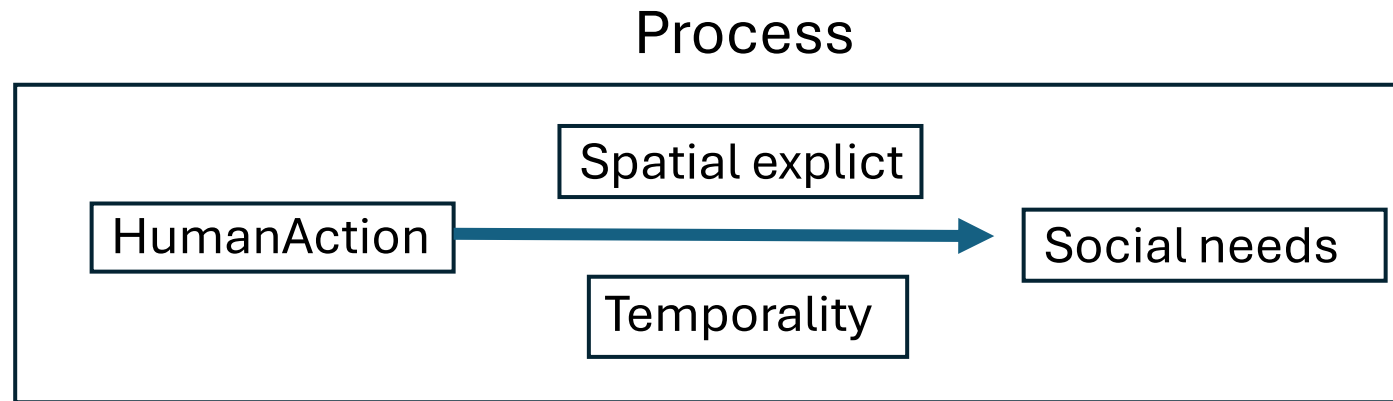 Process
Spatial explict
HumanAction
Social needs
Temporality